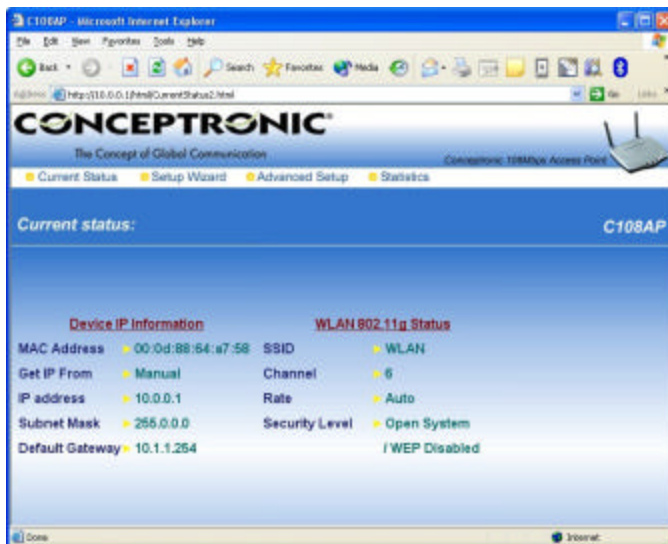 C108AP - Microsoft Internet Explorer
File Edit View Favorites Tools Help
Back Search Favorites Media
Address http://10.0.0.1/html/CurrentStatus2.html Go Links
CONCEPTRONIC
The Concept of Global Communication
Conceptronic 108Mbps Access Point
Current Status Setup Wizard Advanced Setup Statistics
Current status: C108AP
Device IP Information WLAN 802.11g Status
MAC Address 00:0d:88:64:a7:58 SSID WLAN
Get IP From Manual Channel 6
IP address 10.0.0.1 Rate Auto
Subnet Mask 255.0.0.0 Security Level Open System
Default Gateway 10.1.1.254 / WEP Disabled
Done Internet